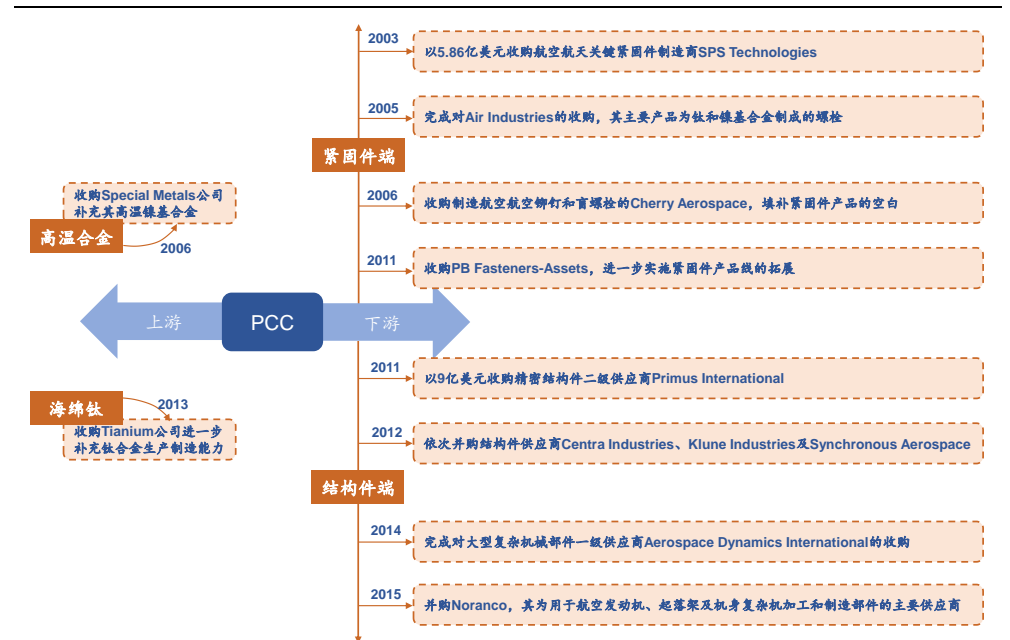 2003
以5.86亿美元收购航空航天关键紧固件制造商SPS Technologies
2005
完成对Air Industries的收购，其主要产品为钛和镍基合金制成的螺栓
紧固件端
2006
收购制造航空航空铆钉和盲螺栓的Cherry Aerospace，填补紧固件产品的空白
收购Special Metals公司
补充其高温镍基合金
高温合金
2006
2011
收购PB Fasteners-Assets，进一步实施紧固件产品线的拓展
上游
PCC
下游
2011
以9亿美元收购精密结构件二级供应商Primus International
海绵钛
2013
收购Tianium公司进一步
补充钛合金生产制造能力
2012
依次并购结构件供应商Centra Industries、Klune Industries及Synchronous Aerospace
结构件端
2014
完成对大型复杂机械部件一级供应商Aerospace Dynamics International的收购
2015
并购Noranco，其为用于航空发动机、起落架及机身复杂机加工和制造部件的主要供应商